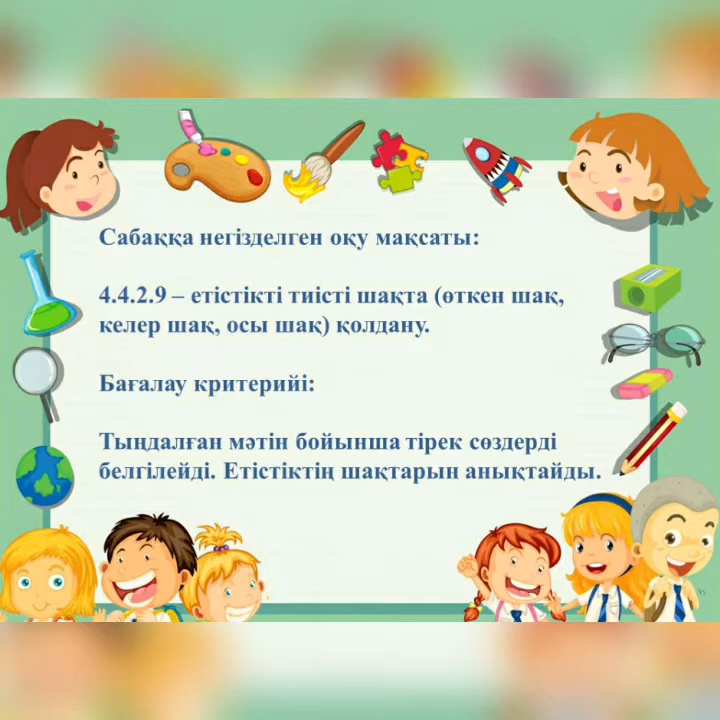 Сабаққа негізделген оқу мақсаты:
4.4.2.9 – етістікті тиісті шақта (өткен шақ,
келер шақ, осы шақ) қолдану.
Бағалау критерийі:
Тыңдалған мәтін бойынша тірек сөздерді
белгілейді. Етістіктің шақтарын анықтайды.